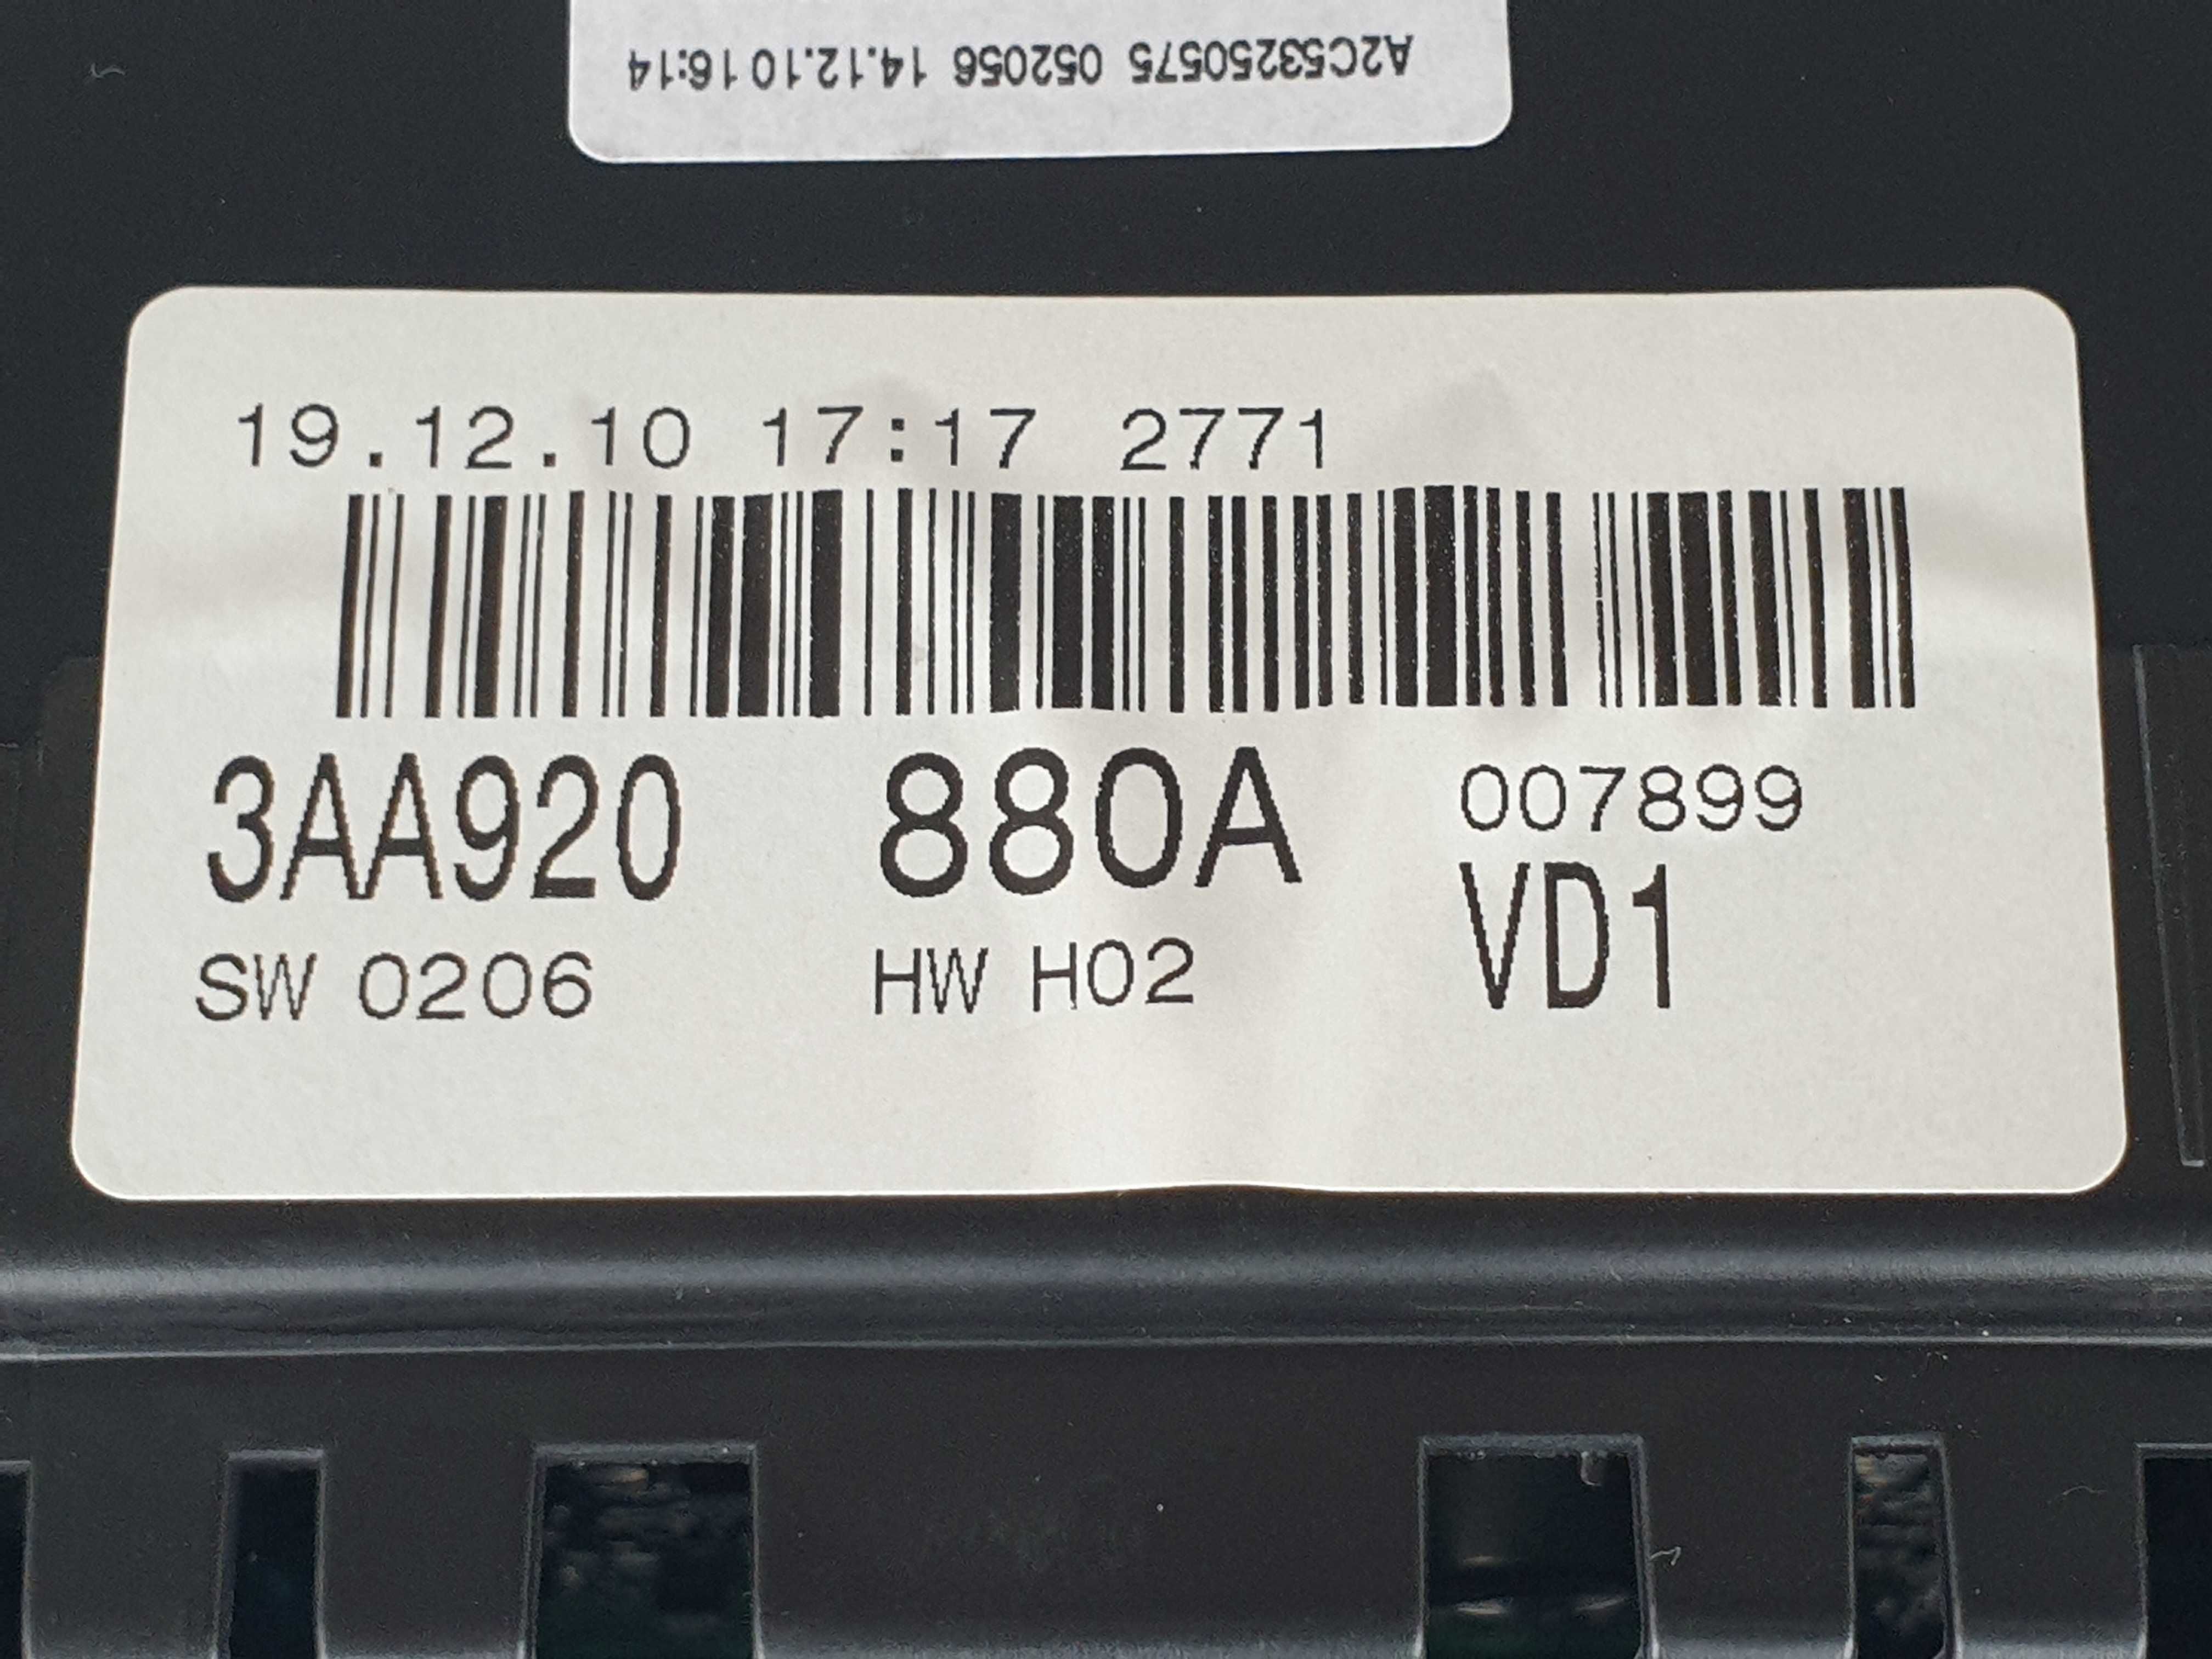 A2C53250575 052056 14.12.10 16:14
19.12.10 17:17 2771
3AA920 880A 007899
SW 0206 HW H02 VD1